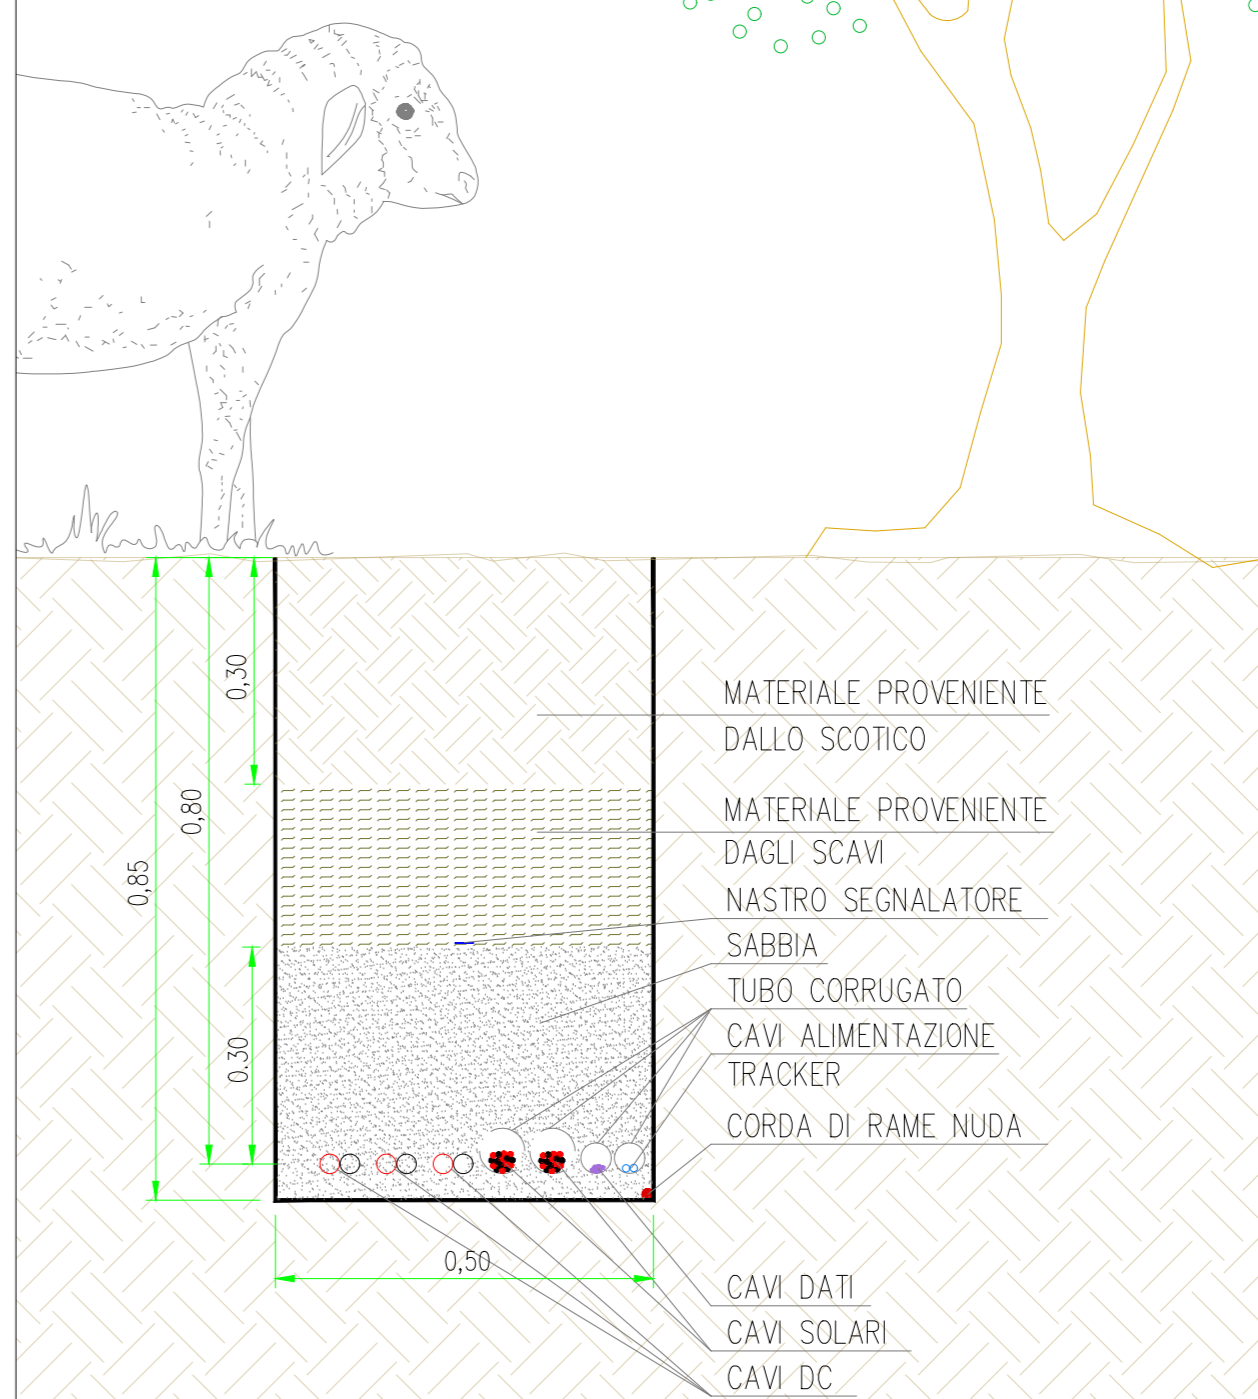 0,30
0,80
0,85
0.30
0,50
MATERIALE PROVENIENTE
DALLO SCOTICO
MATERIALE PROVENIENTE
DAGLI SCAVI
NASTRO SEGNALATORE
SABBIA
TUBO CORRUGATO
CAVI ALIMENTAZIONE
TRACKER
CORDA DI RAME NUDA
CAVI DATI
CAVI SOLARI
CAVI DC